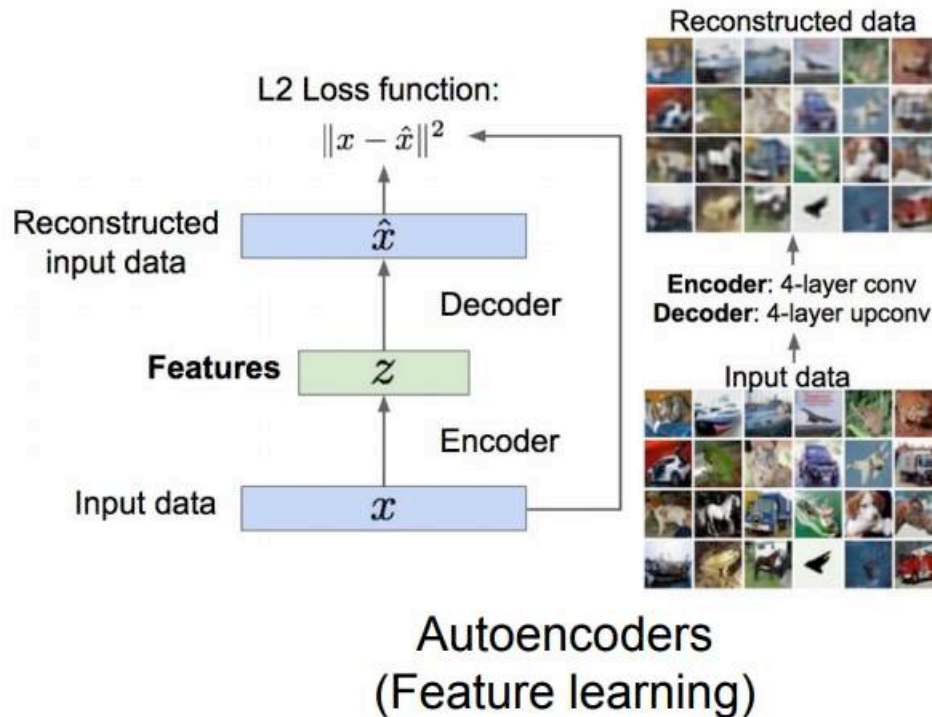 Reconstructed data
L2 Loss function:
‖x − x̂‖²
Reconstructed
input data
x̂
Decoder
Encoder: 4-layer conv
Decoder: 4-layer upconv
Features
z
Input data
Encoder
Input data
x
Autoencoders
(Feature learning)